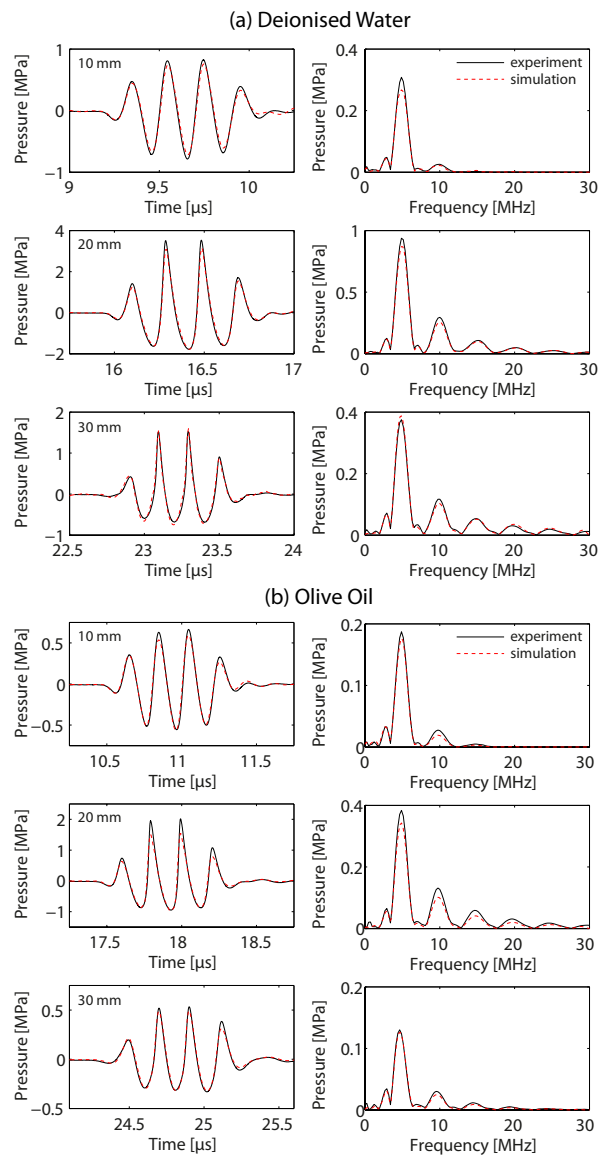 (a) Deionised Water
10 mm
Pressure [MPa]
1
0
−1
9
9.5
10
Time [µs]
Pressure [MPa]
0.4
0.2
0
0
10
20
30
Frequency [MHz]
experiment
simulation
20 mm
Pressure [MPa]
4
2
0
−2
16
16.5
17
Time [µs]
Pressure [MPa]
1
0.5
0
0
10
20
30
Frequency [MHz]
30 mm
Pressure [MPa]
2
1
0
−1
22.5
23
23.5
24
Time [µs]
Pressure [MPa]
0.4
0.2
0
0
10
20
30
Frequency [MHz]
(b) Olive Oil
10 mm
Pressure [MPa]
0.5
0
−0.5
10.5
11
11.5
Time [µs]
Pressure [MPa]
0.2
0.1
0
0
10
20
30
Frequency [MHz]
experiment
simulation
20 mm
Pressure [MPa]
2
1
0
−1
17.5
18
18.5
Time [µs]
Pressure [MPa]
0.4
0.2
0
0
10
20
30
Frequency [MHz]
30 mm
Pressure [MPa]
0.5
0
−0.5
24.5
25
25.5
Time [µs]
Pressure [MPa]
0.2
0.1
0
0
10
20
30
Frequency [MHz]